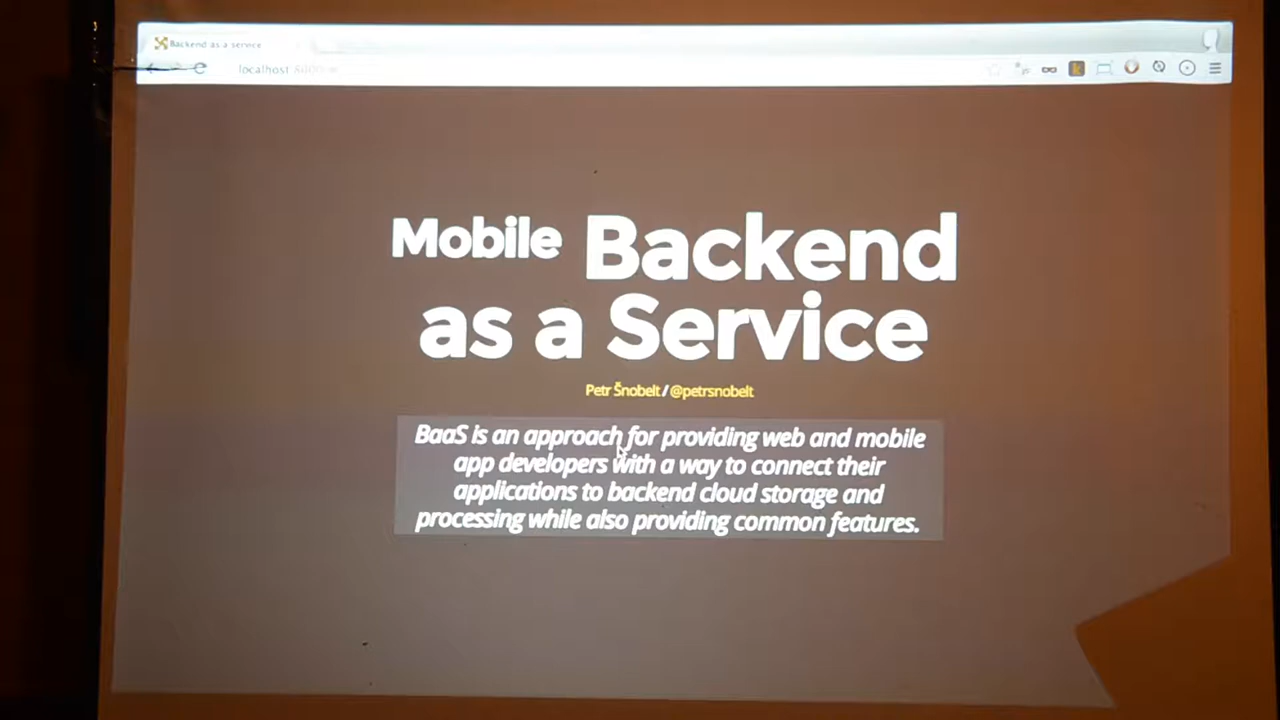 Backend as a service
localhost:8000
Mobile Backend
as a Service
Petr Šnobelt / @petrsnobelt
BaaS is an approach for providing web and mobile
app developers with a way to connect their
applications to backend cloud storage and
processing while also providing common features.